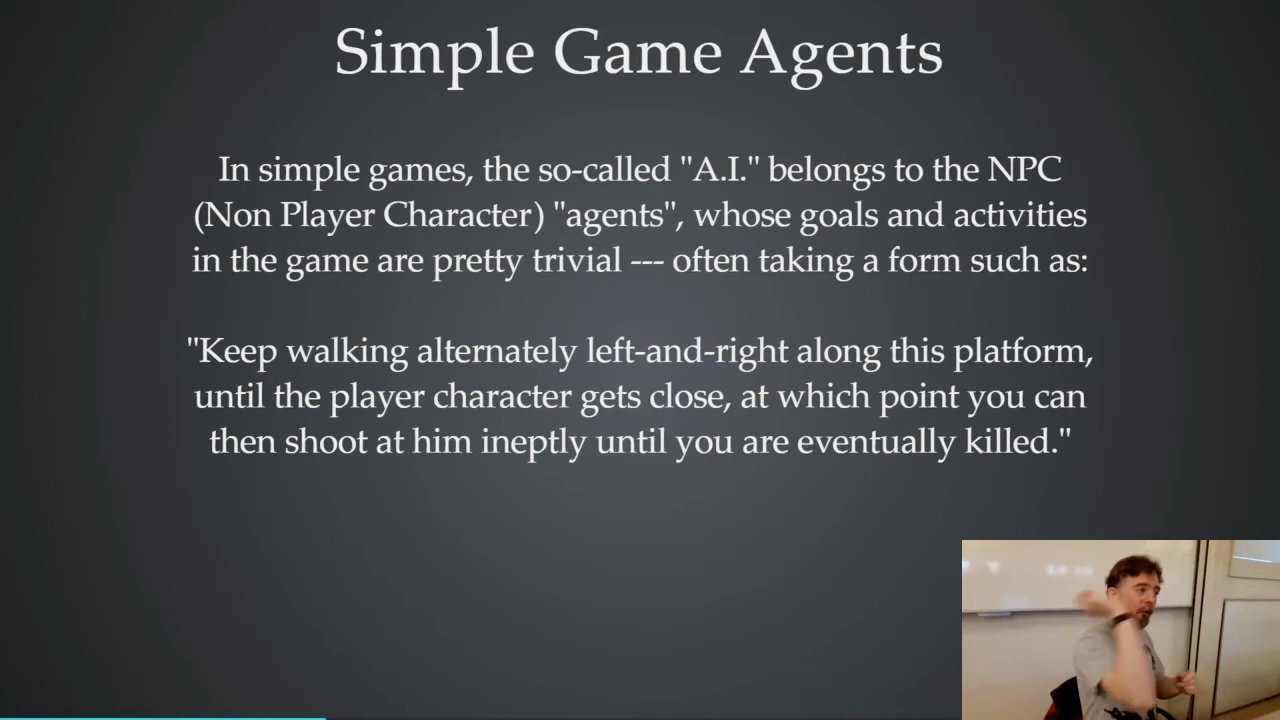 Simple Game Agents
In simple games, the so-called "A.I." belongs to the NPC
(Non Player Character) "agents", whose goals and activities
in the game are pretty trivial --- often taking a form such as:
"Keep walking alternately left-and-right along this platform,
until the player character gets close, at which point you can
then shoot at him ineptly until you are eventually killed."